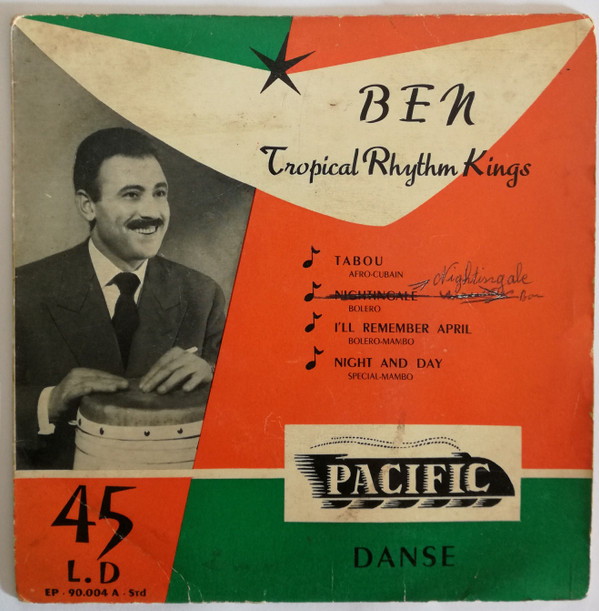 BEN
Tropical Rhythm Kings
TABOU
AFRO-CUBAIN
NIGHTINGALE Nightingale
BOLERO
I'LL REMEMBER APRIL
BOLERO-MAMBO
NIGHT AND DAY
SPECIAL-MAMBO
PACIFIC
45
L.D
DANSE
EP - 90.004 A - Std